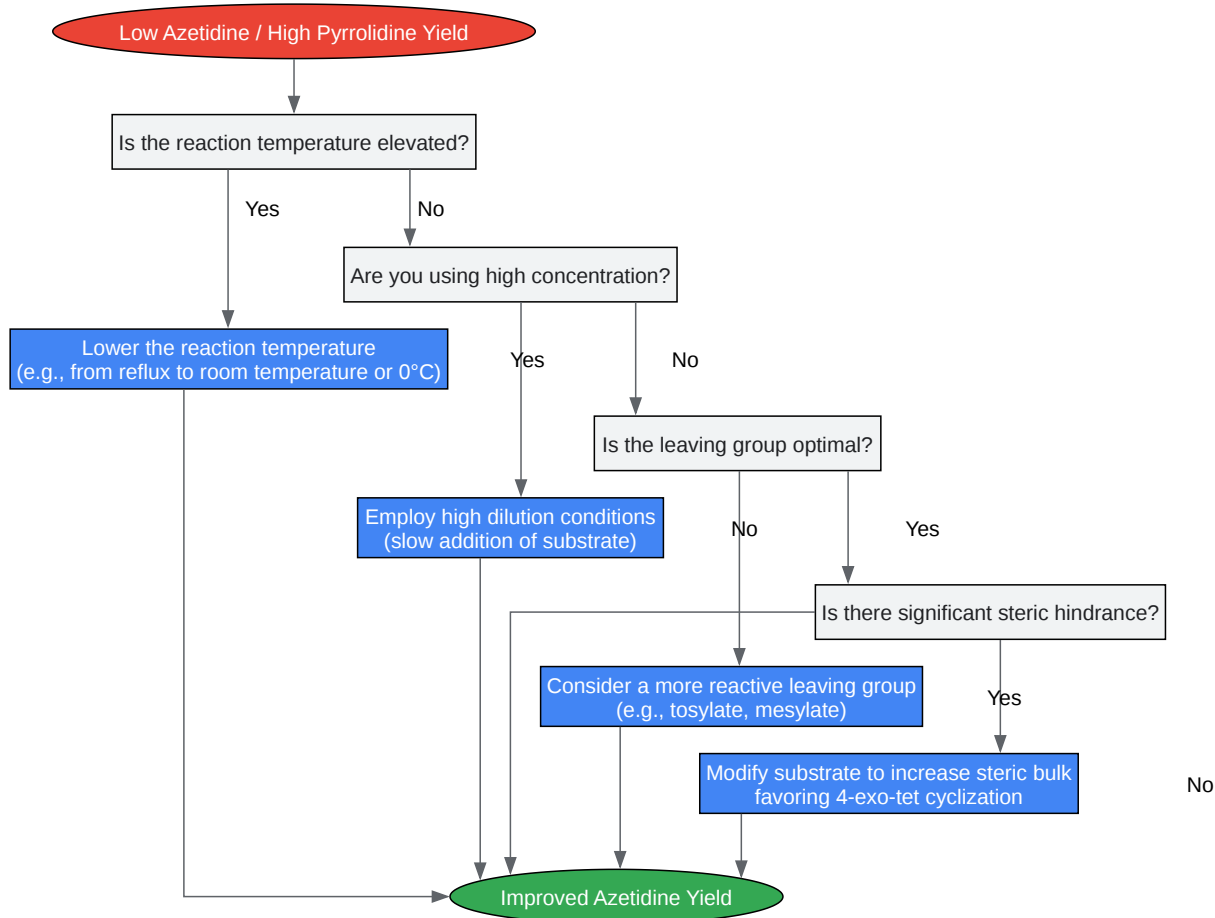 Low Azetidine / High Pyrrolidine Yield
Is the reaction temperature elevated?
Yes
No
Are you using high concentration?
Lower the reaction temperature
(e.g., from reflux to room temperature or 0°C)
Yes
No
Is the leaving group optimal?
Employ high dilution conditions
(slow addition of substrate)
No
Yes
Is there significant steric hindrance?
Consider a more reactive leaving group
(e.g., tosylate, mesylate)
Yes
Modify substrate to increase steric bulk
favoring 4-exo-tet cyclization
No
Improved Azetidine Yield